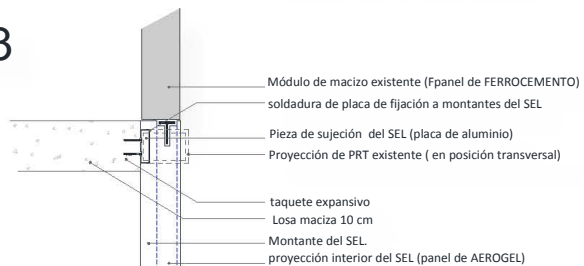 3
Módulo de macizo existente (Fpanel de FERROCEMENTO)
soldadura de placa de fijación a montantes del SEL
Pieza de sujeción del SEL (placa de aluminio)
Proyección de PRT existente ( en posición transversal)
taquete expansivo
Losa maciza 10 cm
Montante del SEL.
proyección interior del SEL (panel de AEROGEL)